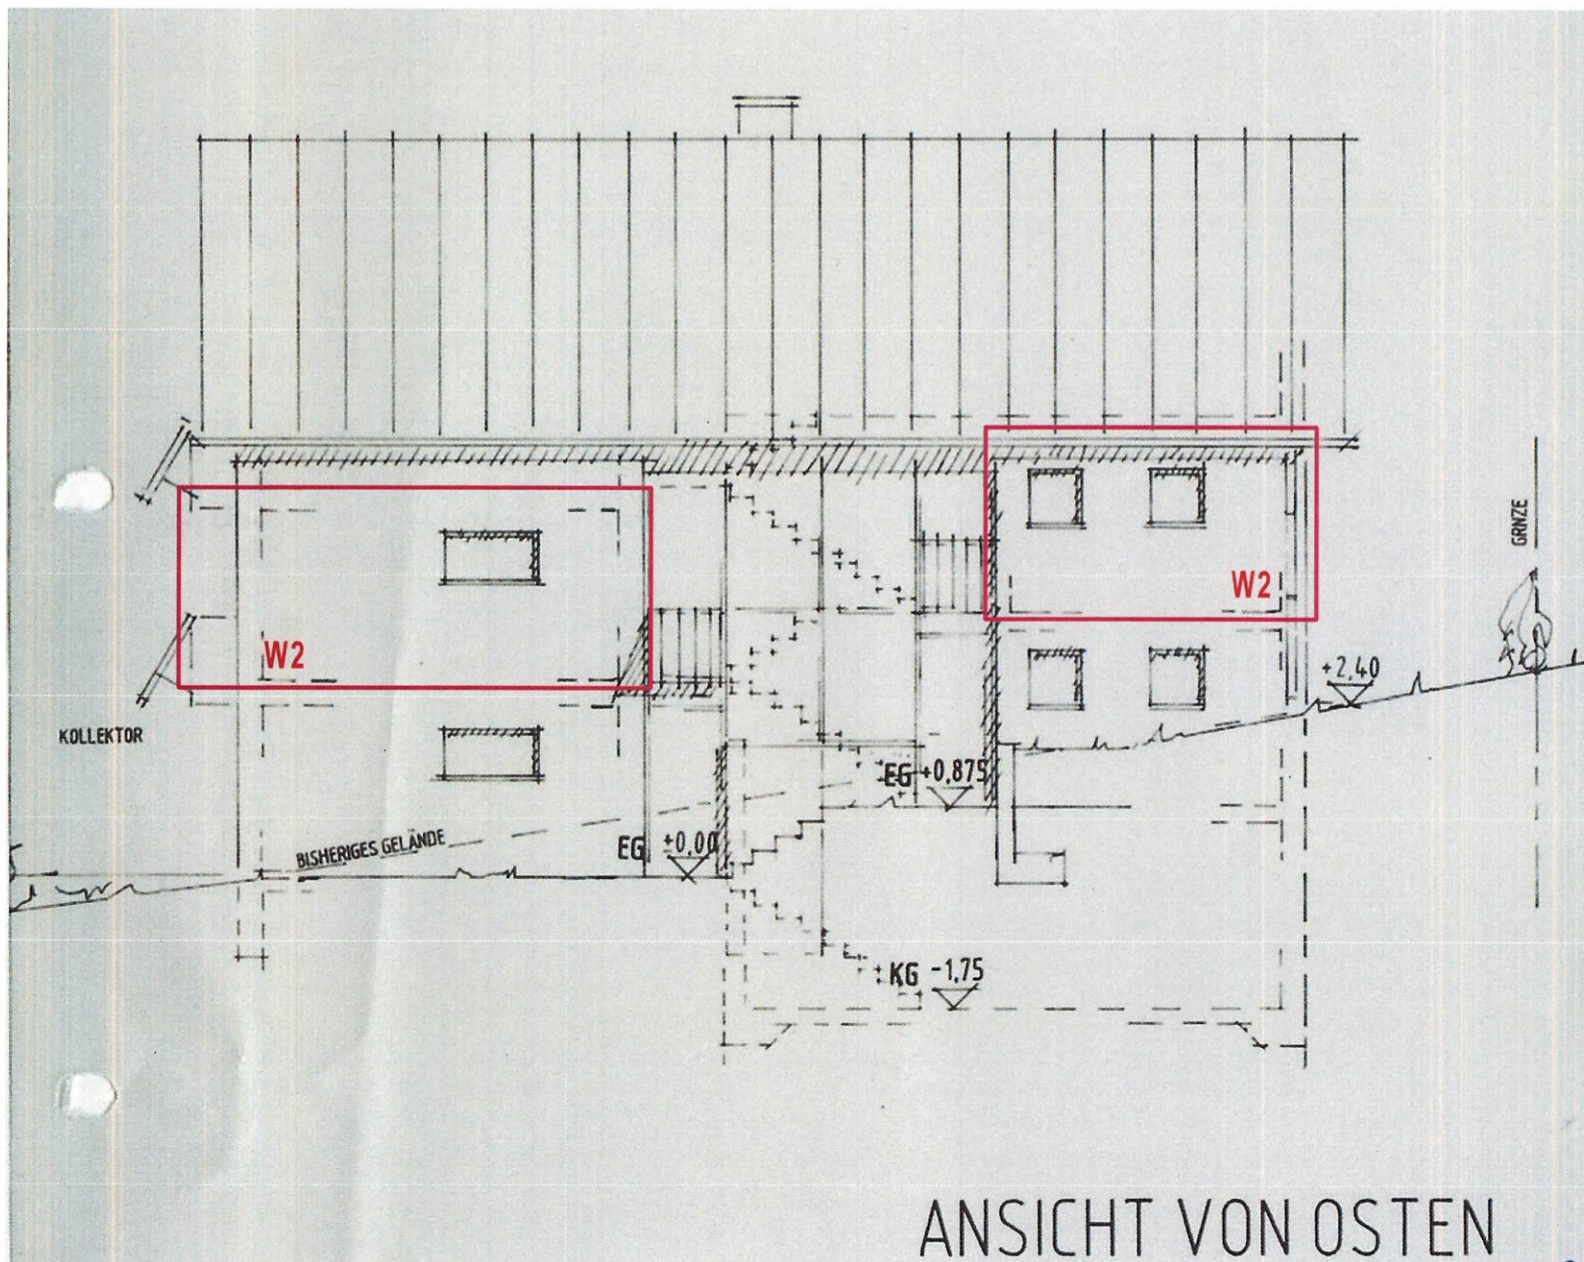 GRNZE
W2
W2
+2,40
KOLLEKTOR
EG +0,875
BISHERIGES GELÄNDE
EG ±0,00
KG -1,75
ANSICHT VON OSTEN